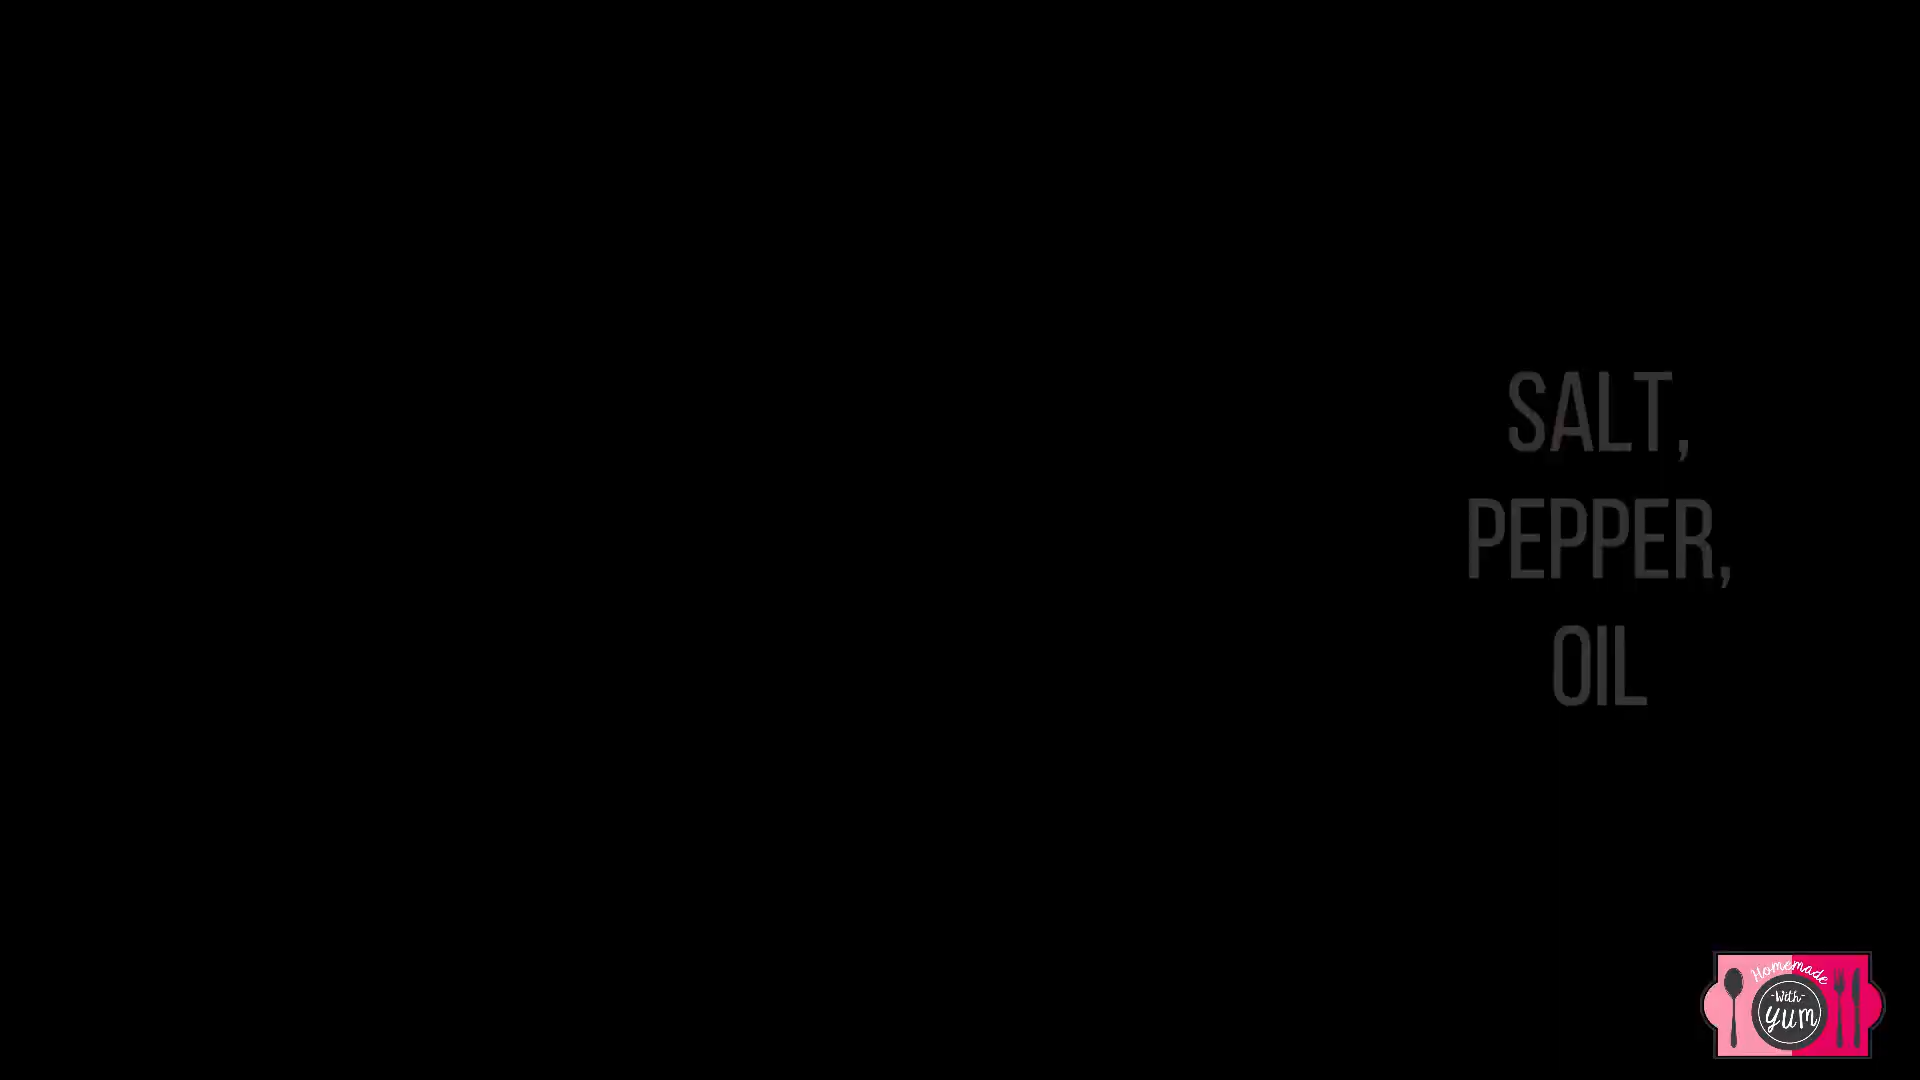 SALT,
PEPPER,
OIL
Homemade
-With-
yum